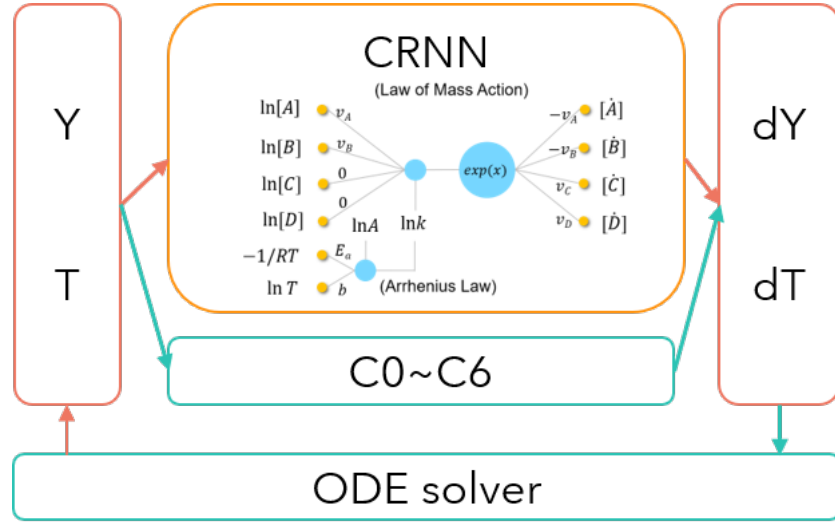 Y
T
CRNN
(Law of Mass Action)
ln[A] v_A
ln[B] v_B
ln[C] 0
ln[D] 0
−1/RT E_a
ln T b
lnA
lnk
(Arrhenius Law)
exp(x)
−v_A [Ȧ]
−v_B [Ḃ]
v_C [Ċ]
v_D [Ḋ]
C0~C6
dY
dT
ODE solver